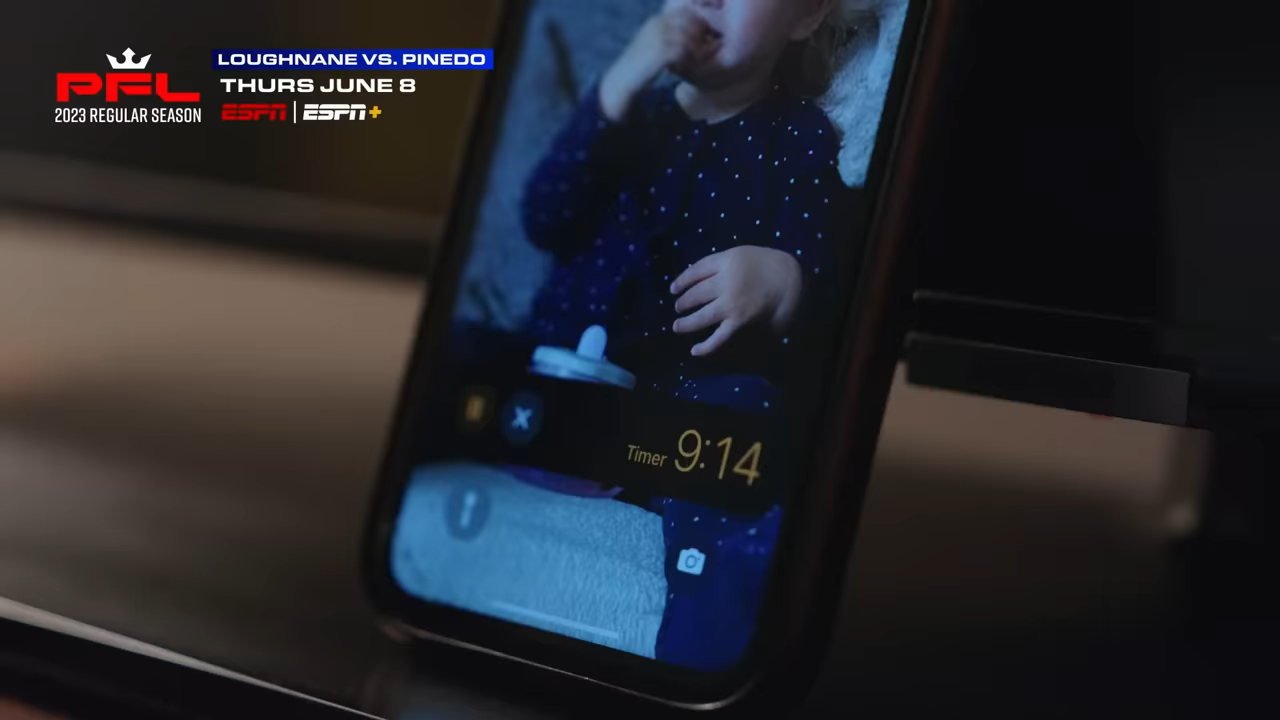 PFL
2023 REGULAR SEASON
LOUGHNANE VS. PINEDO
THURS JUNE 8
ESPN | ESPN+
Timer 9:14